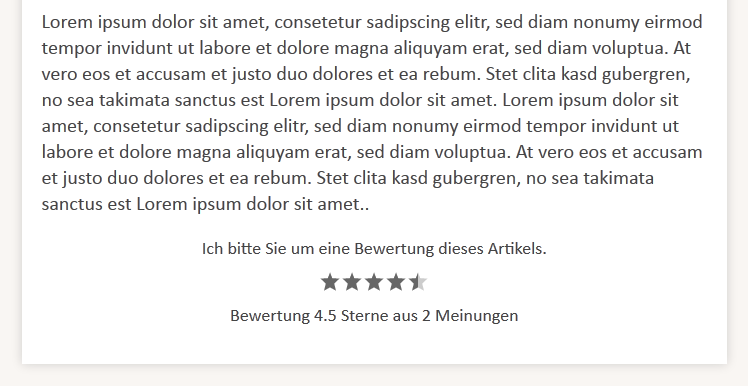 Lorem ipsum dolor sit amet, consetetur sadipscing elitr, sed diam nonumy eirmod
tempor invidunt ut labore et dolore magna aliquyam erat, sed diam voluptua. At
vero eos et accusam et justo duo dolores et ea rebum. Stet clita kasd gubergren,
no sea takimata sanctus est Lorem ipsum dolor sit amet. Lorem ipsum dolor sit
amet, consetetur sadipscing elitr, sed diam nonumy eirmod tempor invidunt ut
labore et dolore magna aliquyam erat, sed diam voluptua. At vero eos et accusam
et justo duo dolores et ea rebum. Stet clita kasd gubergren, no sea takimata
sanctus est Lorem ipsum dolor sit amet..
Ich bitte Sie um eine Bewertung dieses Artikels.
Bewertung 4.5 Sterne aus 2 Meinungen